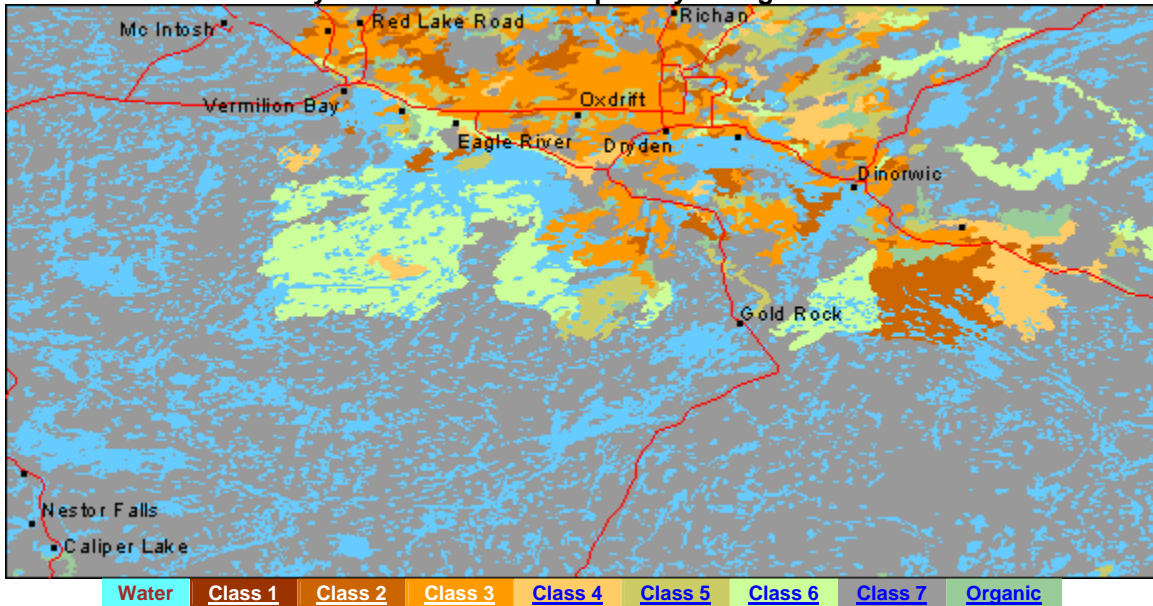 Mc Intosh
Red Lake Road
Richan
Vermilion Bay
Oxdrift
Eagle River
Dryden
Dinorwic
Gold Rock
Nestor Falls
Caliper Lake
Water Class 1 Class 2 Class 3 Class 4 Class 5 Class 6 Class 7 Organic